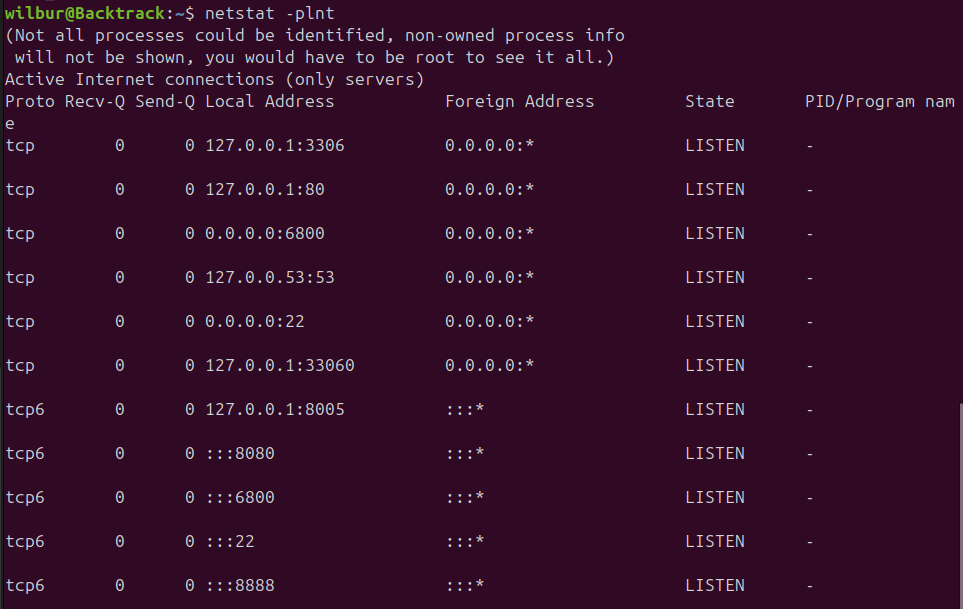 wilbur@Backtrack:~$ netstat -plnt
(Not all processes could be identified, non-owned process info
 will not be shown, you would have to be root to see it all.)
Active Internet connections (only servers)
Proto Recv-Q Send-Q Local Address           Foreign Address         State       PID/Program nam
e
tcp        0      0 127.0.0.1:3306          0.0.0.0:*               LISTEN      -
tcp        0      0 127.0.0.1:80            0.0.0.0:*               LISTEN      -
tcp        0      0 0.0.0.0:6800            0.0.0.0:*               LISTEN      -
tcp        0      0 127.0.0.53:53           0.0.0.0:*               LISTEN      -
tcp        0      0 0.0.0.0:22              0.0.0.0:*               LISTEN      -
tcp        0      0 127.0.0.1:33060         0.0.0.0:*               LISTEN      -
tcp6       0      0 127.0.0.1:8005          :::*                    LISTEN      -
tcp6       0      0 :::8080                 :::*                    LISTEN      -
tcp6       0      0 :::6800                 :::*                    LISTEN      -
tcp6       0      0 :::22                   :::*                    LISTEN      -
tcp6       0      0 :::8888                 :::*                    LISTEN      -